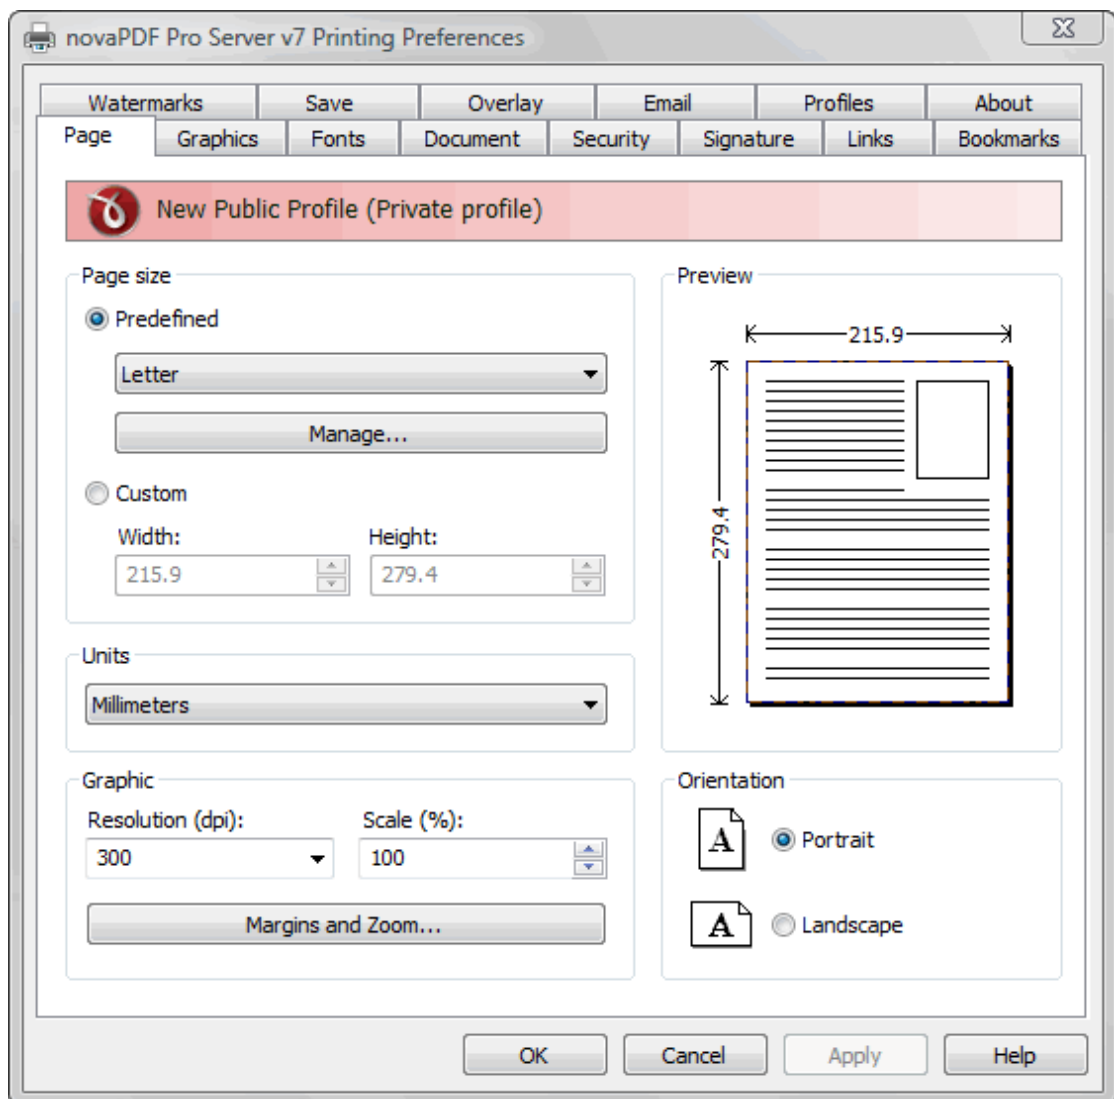 novaPDF Pro Server v7 Printing Preferences
Watermarks Save Overlay Email Profiles About
Page Graphics Fonts Document Security Signature Links Bookmarks
New Public Profile (Private profile)
Page size
Predefined
Letter
Manage...
Custom
Width: Height:
215.9 279.4
Units
Millimeters
Graphic
Resolution (dpi): Scale (%):
300 100
Margins and Zoom...
Preview
215.9
279.4
Orientation
A Portrait
A Landscape
OK Cancel Apply Help